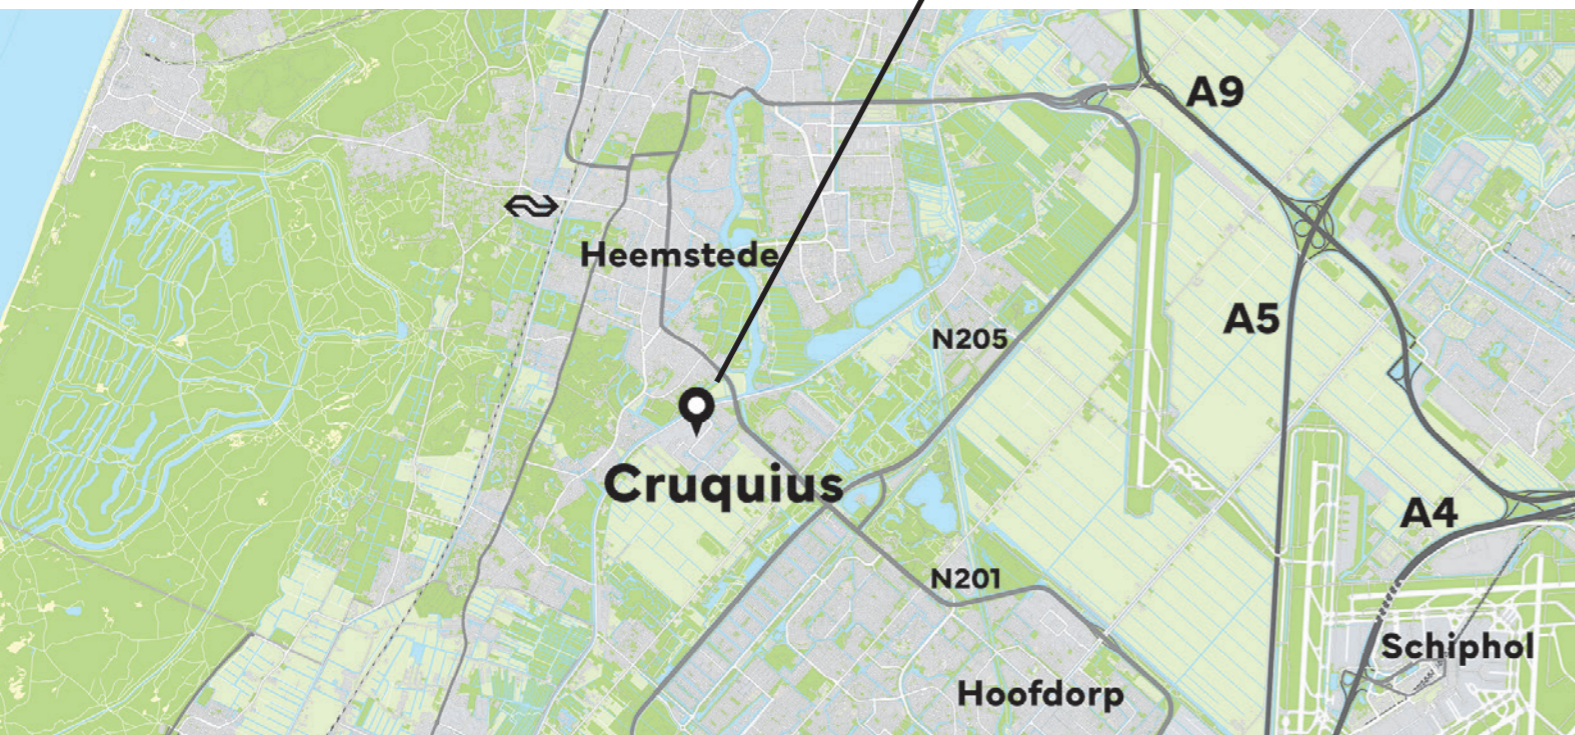 A9
Heemstede
A5
N205
Cruquius
A4
N201
Schiphol
Hoofdorp